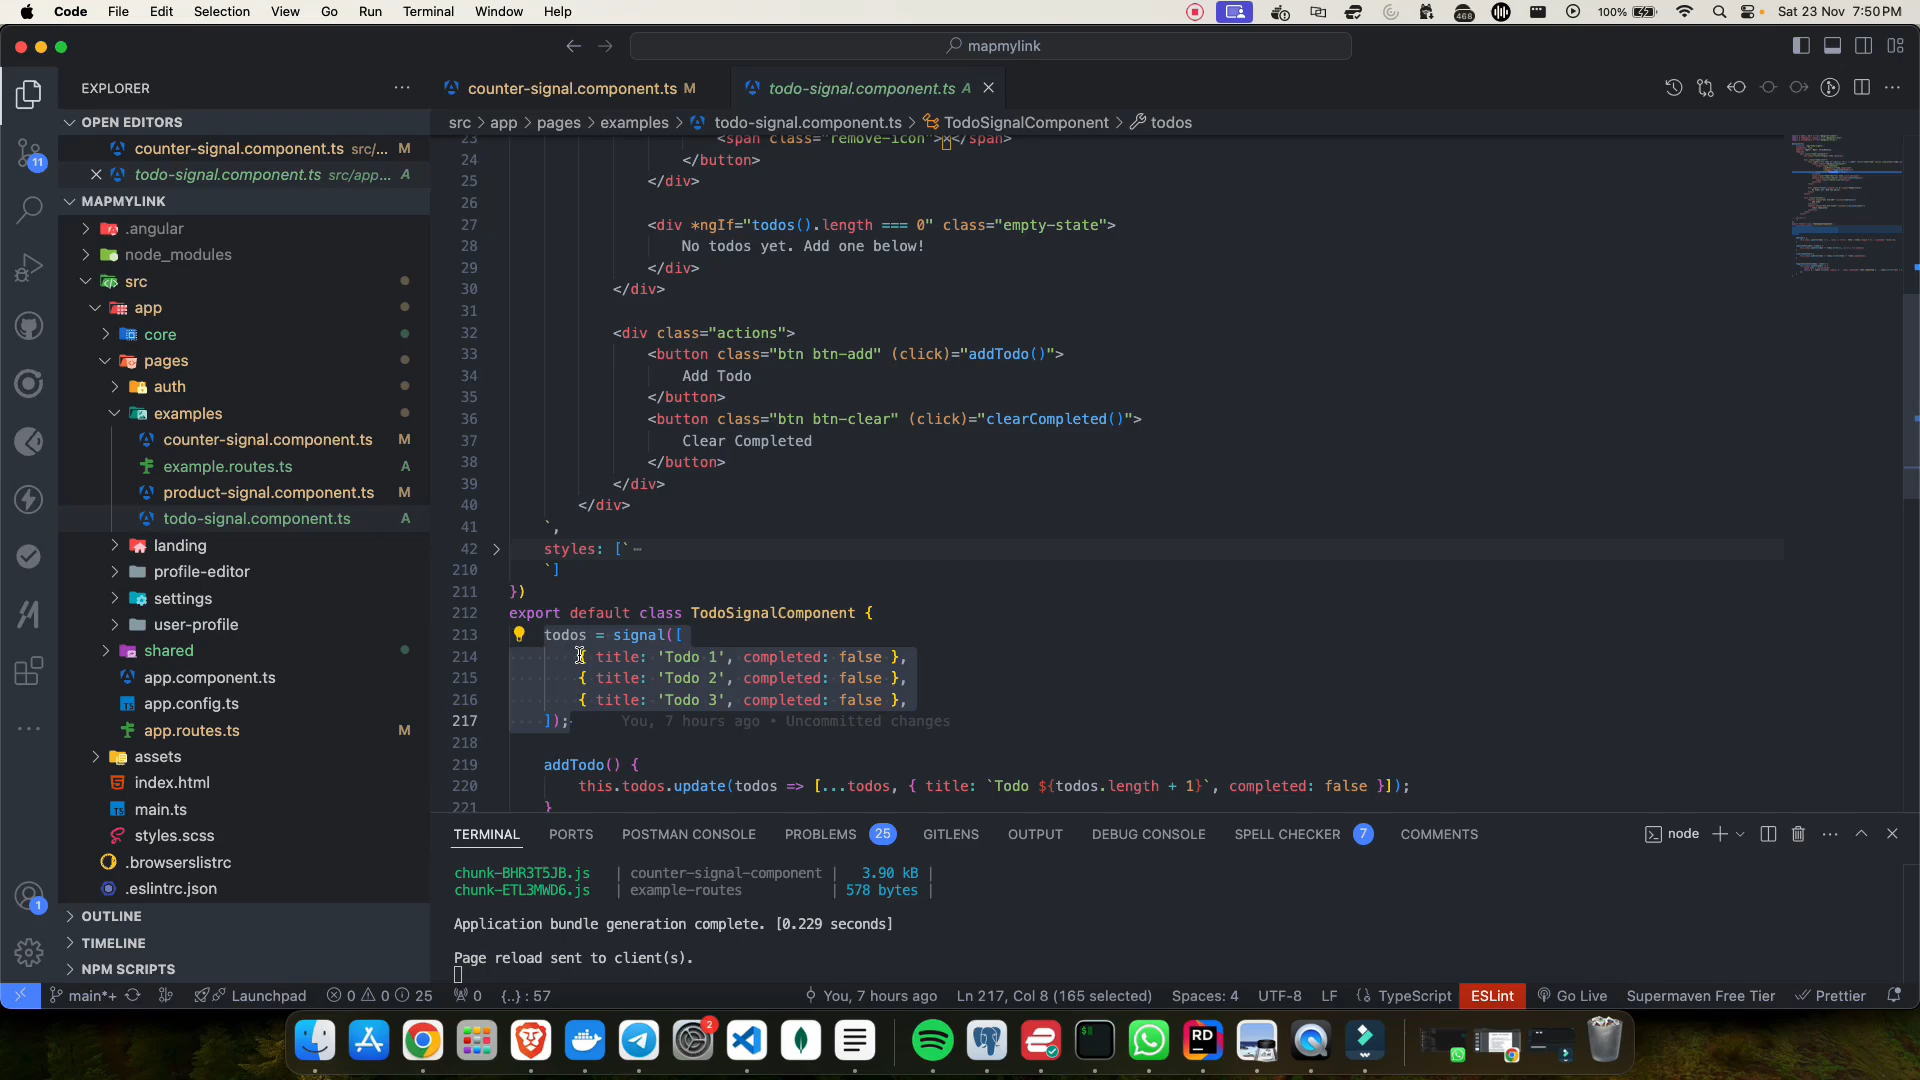 Code File Edit Selection View Go Run Terminal Window Help
468 100% Sat 23 Nov 7:50 PM
mapmylink
EXPLORER
OPEN EDITORS
counter-signal.component.ts src/... M
todo-signal.component.ts src/app... A
MAPMYLINK
.angular
node_modules
src
app
core
pages
auth
examples
counter-signal.component.ts M
example.routes.ts A
product-signal.component.ts M
todo-signal.component.ts A
landing
profile-editor
settings
user-profile
shared
app.component.ts
app.config.ts
app.routes.ts M
assets
index.html
main.ts
styles.scss
.browserslistrc
.eslintrc.json
OUTLINE
TIMELINE
NPM SCRIPTS
11
1
counter-signal.component.ts M
todo-signal.component.ts A
src > app > pages > examples > todo-signal.component.ts > TodoSignalComponent > todos
23 <span class="remove-icon">×</span>
24 </button>
25 </div>
26
27 <div *ngIf="todos().length === 0" class="empty-state">
28 No todos yet. Add one below!
29 </div>
30 </div>
31
32 <div class="actions">
33 <button class="btn btn-add" (click)="addTodo()">
34 Add Todo
35 </button>
36 <button class="btn btn-clear" (click)="clearCompleted()">
37 Clear Completed
38 </button>
39 </div>
40 </div>
41 `,
42 styles: [` ⋯
210 `]
211 })
212 export default class TodoSignalComponent {
213 todos = signal([
214 { title: 'Todo 1', completed: false },
215 { title: 'Todo 2', completed: false },
216 { title: 'Todo 3', completed: false },
217 ]); You, 7 hours ago • Uncommitted changes
218
219 addTodo() {
220 this.todos.update(todos => [...todos, { title: `Todo ${todos.length + 1}`, completed: false }]);
221 }
TERMINAL PORTS POSTMAN CONSOLE PROBLEMS 25 GITLENS OUTPUT DEBUG CONSOLE SPELL CHECKER 7 COMMENTS node
chunk-BHR3T5JB.js | counter-signal-component | 3.90 kB |
chunk-ETL3MWD6.js | example-routes | 578 bytes |
Application bundle generation complete. [0.229 seconds]
Page reload sent to client(s).
main*+ Launchpad 0 0 25 0 {..} : 57 You, 7 hours ago Ln 217, Col 8 (165 selected) Spaces: 4 UTF-8 LF TypeScript ESLint Go Live Supermaven Free Tier Prettier
2
RD